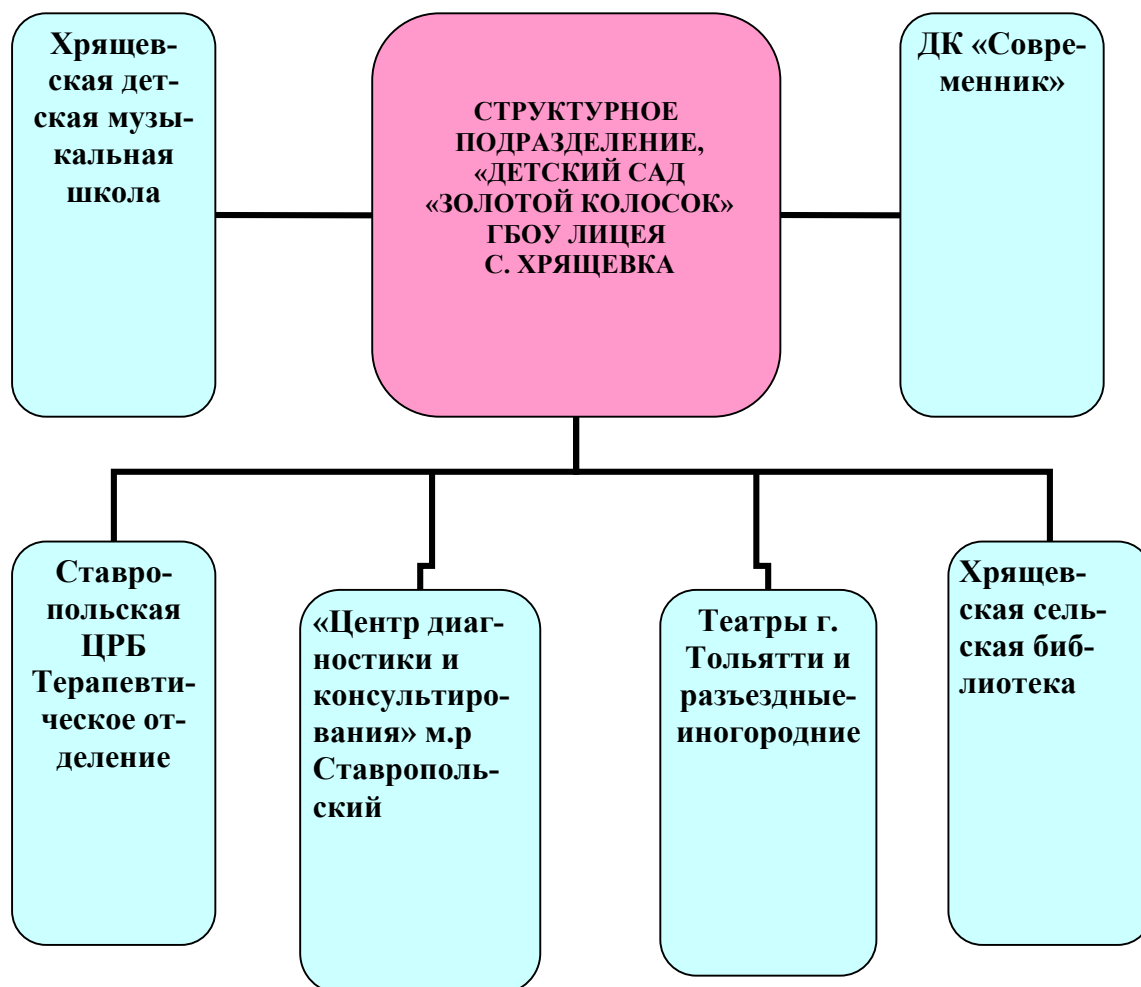 Хрящев-
ская дет-
ская музы-
кальная
школа
СТРУКТУРНОЕ
ПОДРАЗДЕЛЕНИЕ,
«ДЕТСКИЙ САД
«ЗОЛОТОЙ КОЛОСОК»
ГБОУ ЛИЦЕЯ
С. ХРЯЩЕВКА
ДК «Совре-
менник»
Ставро-
польская
ЦРБ
Терапевти-
ческое от-
деление
«Центр диаг-
ностики и
консультиро-
вания» м.р
Ставрополь-
ский
Театры г.
Тольятти и
разъездные-
иногородние
Хрящев-
ская сель-
ская биб-
лиотека